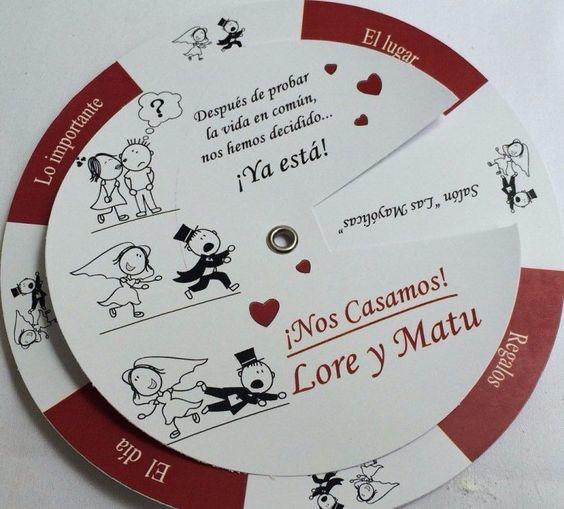 Después de probar
la vida en común,
nos hemos decidido...
¡Ya está!
?
¡Nos Casamos!
Lore y Matu
El lugar
Salón "Las Mayólicas"
Regalos
El día
Lo importante